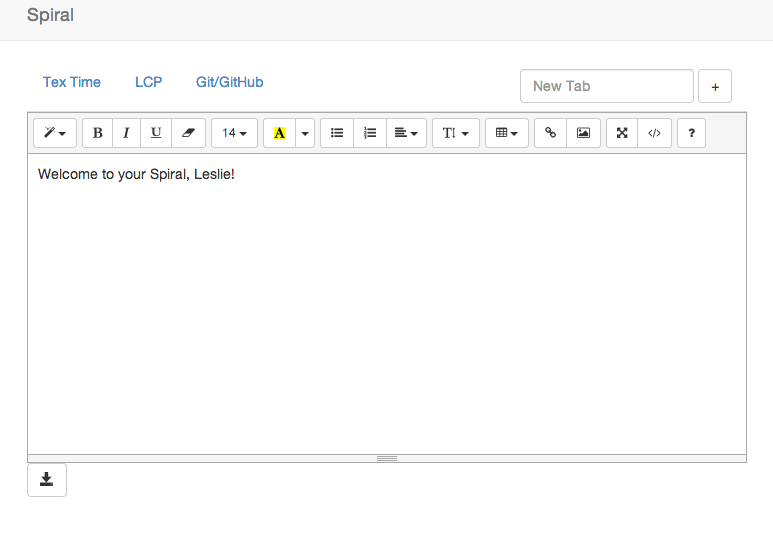 Spiral
Tex Time LCP Git/GitHub New Tab +
B I U 14 A T! </> ?
Welcome to your Spiral, Leslie!